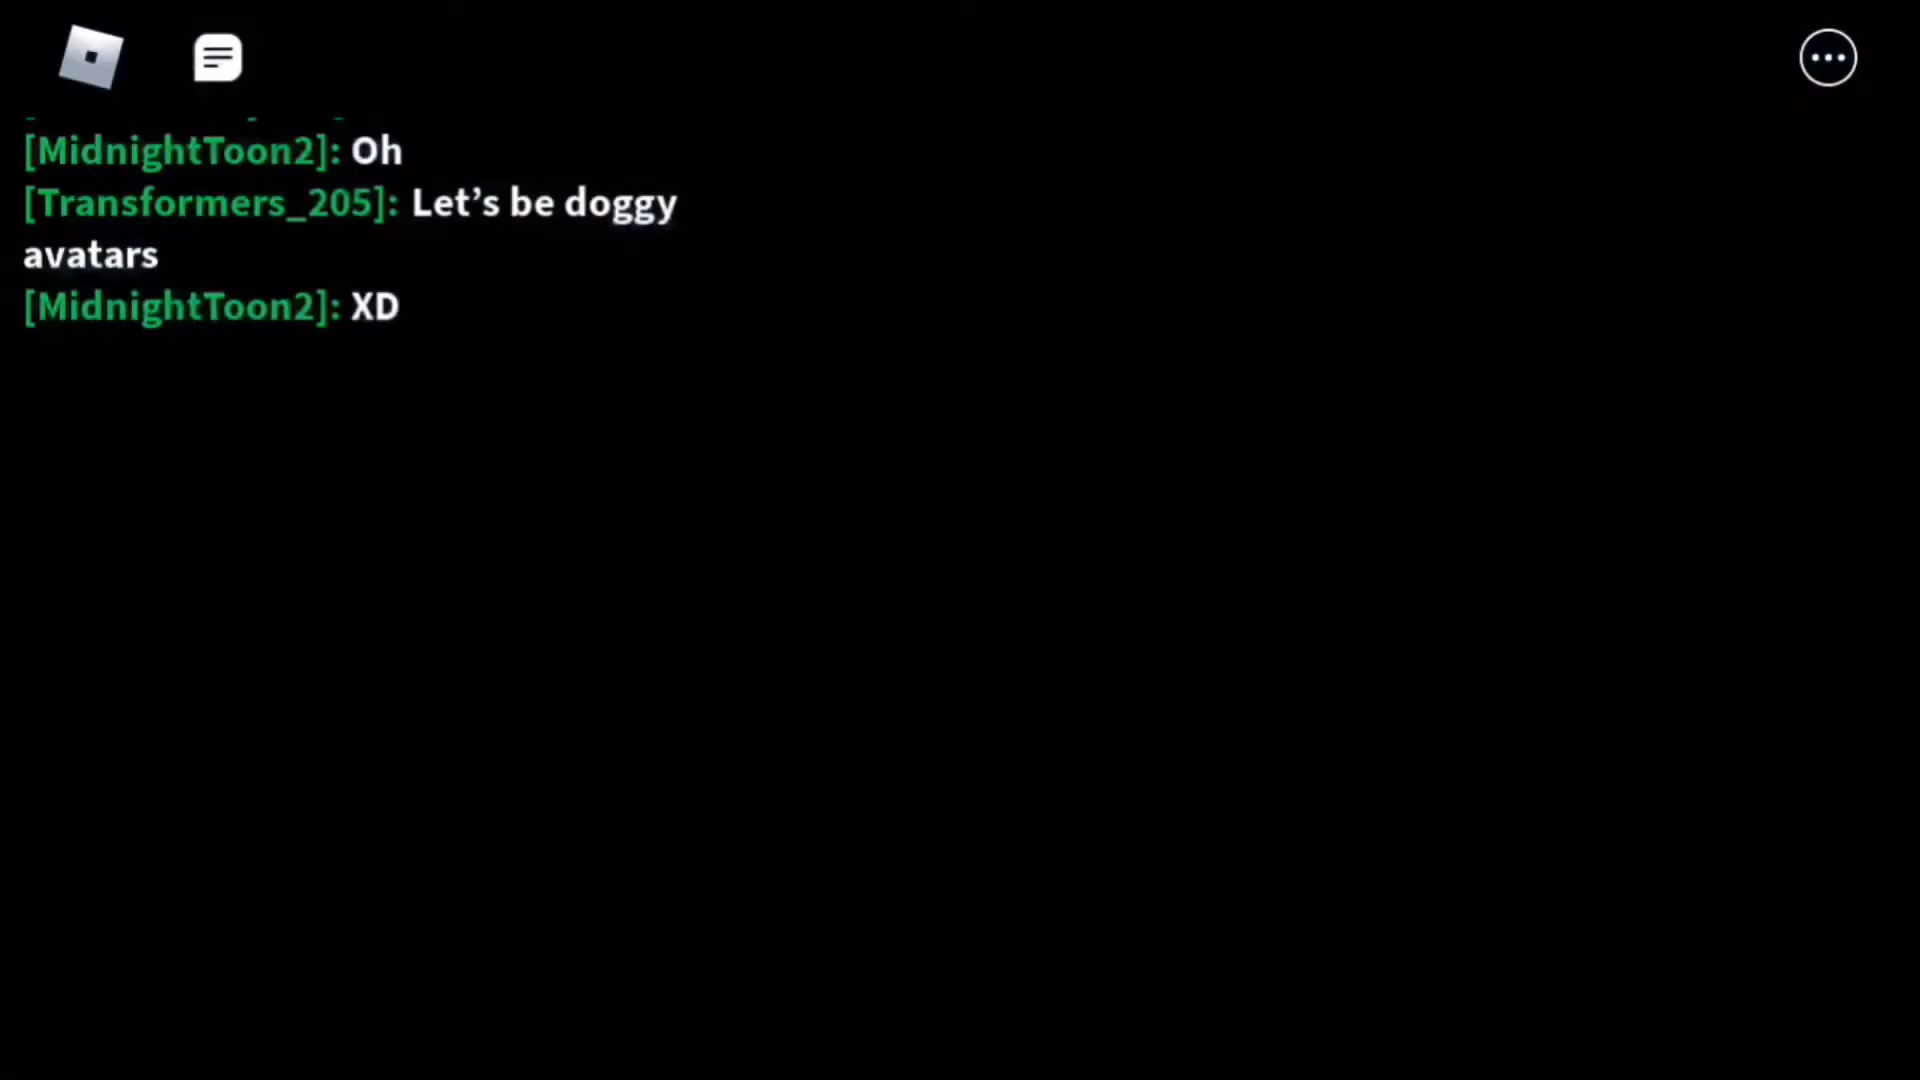 [MidnightToon2]: Oh
[Transformers_205]: Let’s be doggy
avatars
[MidnightToon2]: XD